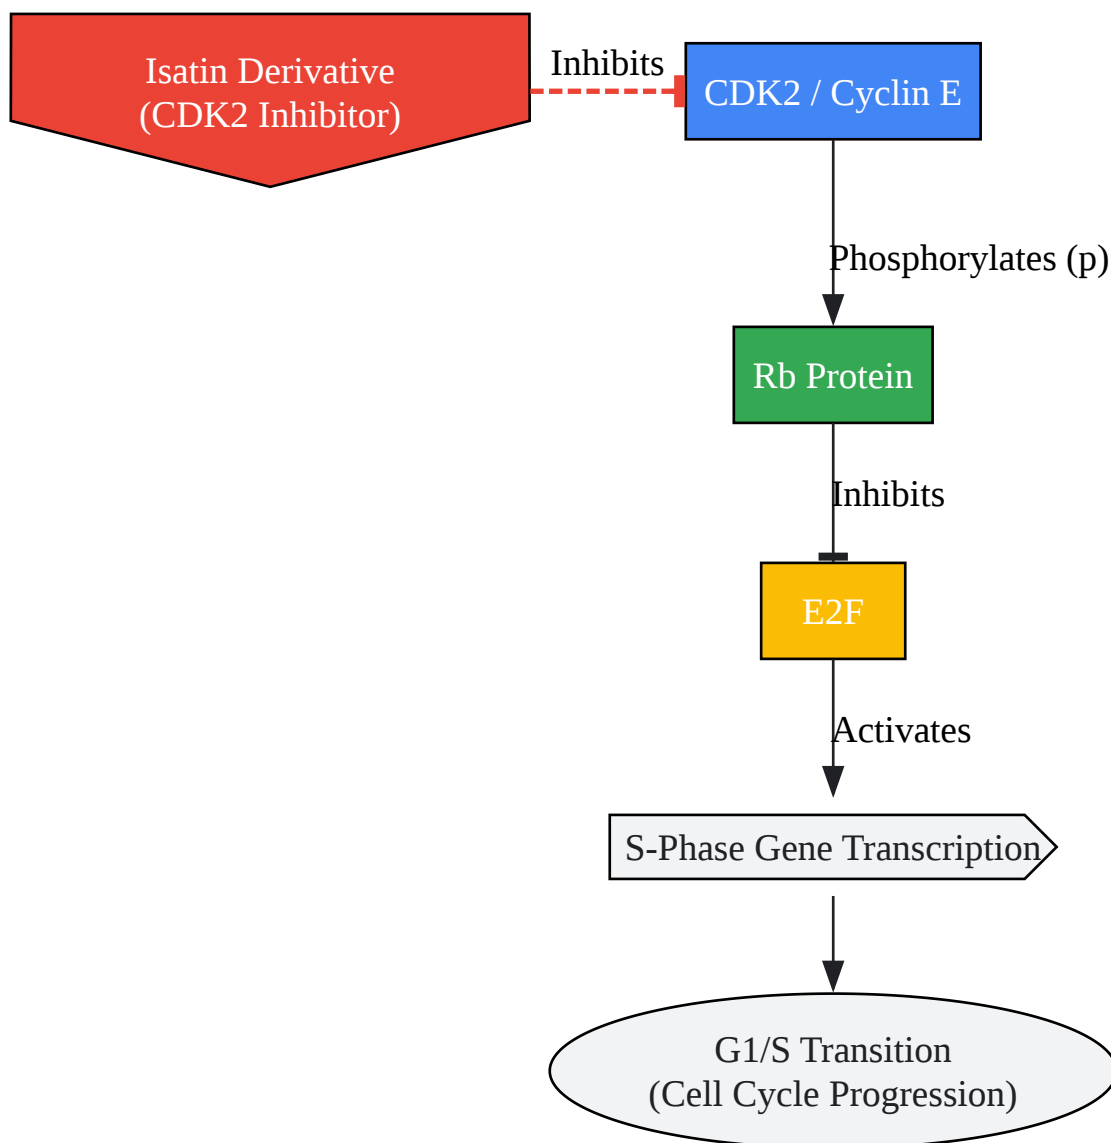 Isatin Derivative
(CDK2 Inhibitor)
Inhibits
CDK2 / Cyclin E
Phosphorylates (p)
Rb Protein
Inhibits
E2F
Activates
S-Phase Gene Transcription
G1/S Transition
(Cell Cycle Progression)